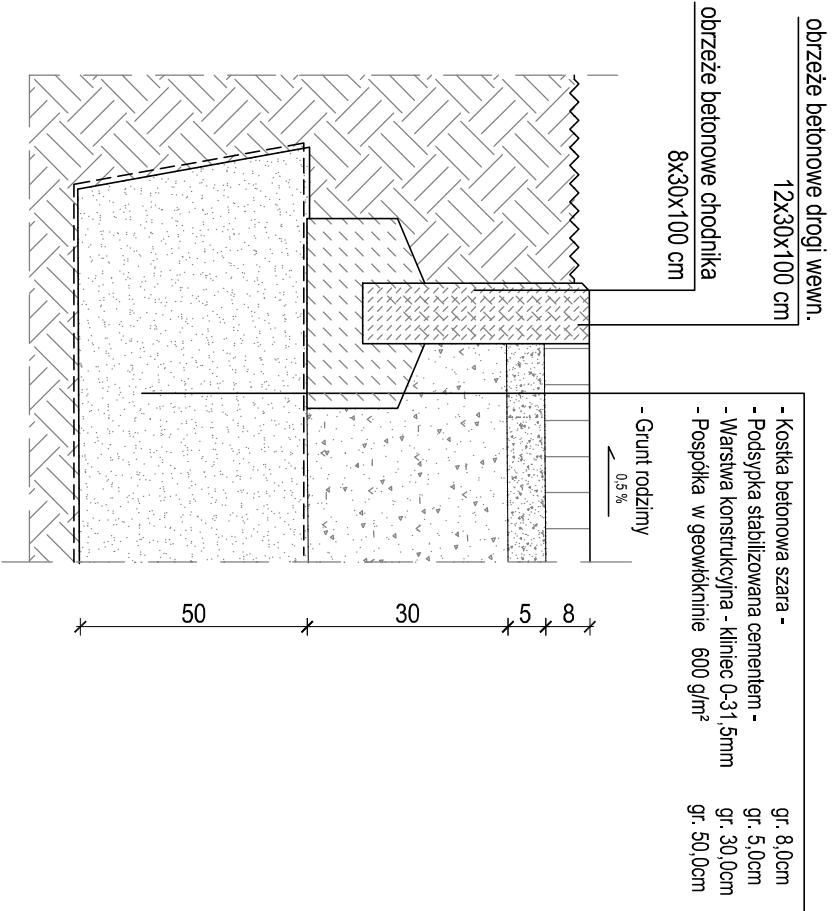 obrzeże betonowe drogi wewn.
12x30x100 cm
obrzeże betonowe chodnika
8x30x100 cm
- Kostka betonowa szara - gr. 8,0cm
- Podsypka stabilizowana cementem - gr. 5,0cm
- Warstwa konstrukcyjna - kliniec 0-31,5mm gr. 30,0cm
- Pospółka w geowłókninie 600 g/m² gr. 50,0cm
- Grunt rodzimy
0,5 %
8
5
30
50